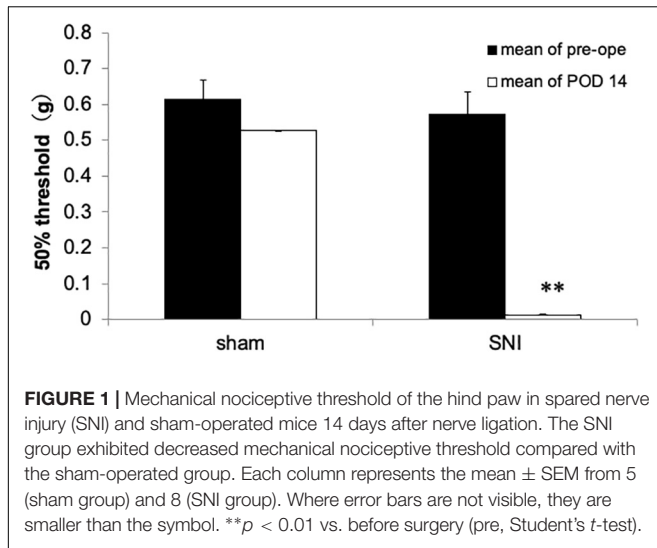 0.8
0.7
0.6
0.5
0.4
0.3
0.2
0.1
0
50% threshold (g)
■ mean of pre-ope
□ mean of POD 14
**
sham
SNI
FIGURE 1 | Mechanical nociceptive threshold of the hind paw in spared nerve
injury (SNI) and sham-operated mice 14 days after nerve ligation. The SNI
group exhibited decreased mechanical nociceptive threshold compared with
the sham-operated group. Each column represents the mean ± SEM from 5
(sham group) and 8 (SNI group). Where error bars are not visible, they are
smaller than the symbol. **p < 0.01 vs. before surgery (pre, Student's t-test).